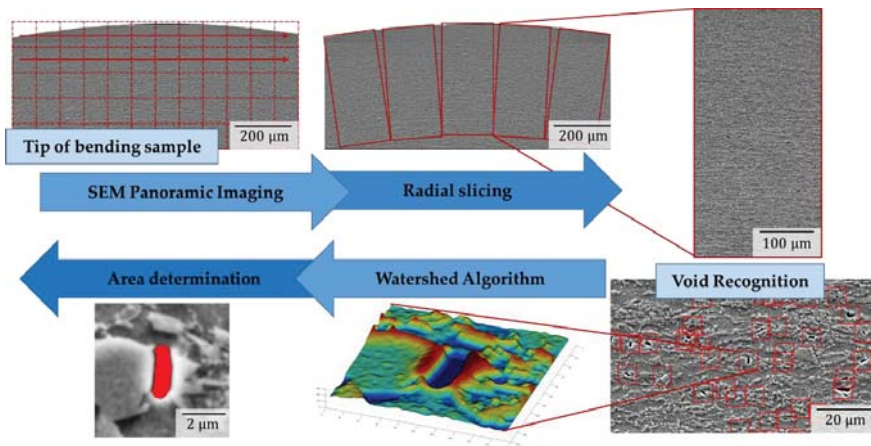 200 µm
200 µm
Tip of bending sample
SEM Panoramic Imaging
Radial slicing
100 µm
Area determination
Watershed Algorithm
Void Recognition
2 µm
20 µm